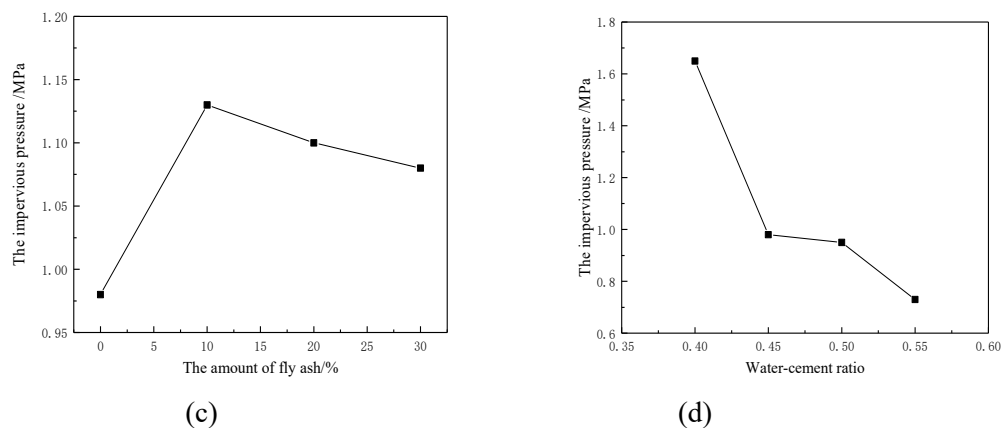 1.20
1.15
1.10
1.05
1.00
0.95
The impervious pressure /MPa
0 5 10 15 20 25 30
The amount of fly ash/%
(c)
1.8
1.6
1.4
1.2
1.0
0.8
0.6
The impervious pressure /MPa
0.35 0.40 0.45 0.50 0.55 0.60
Water-cement ratio
(d)